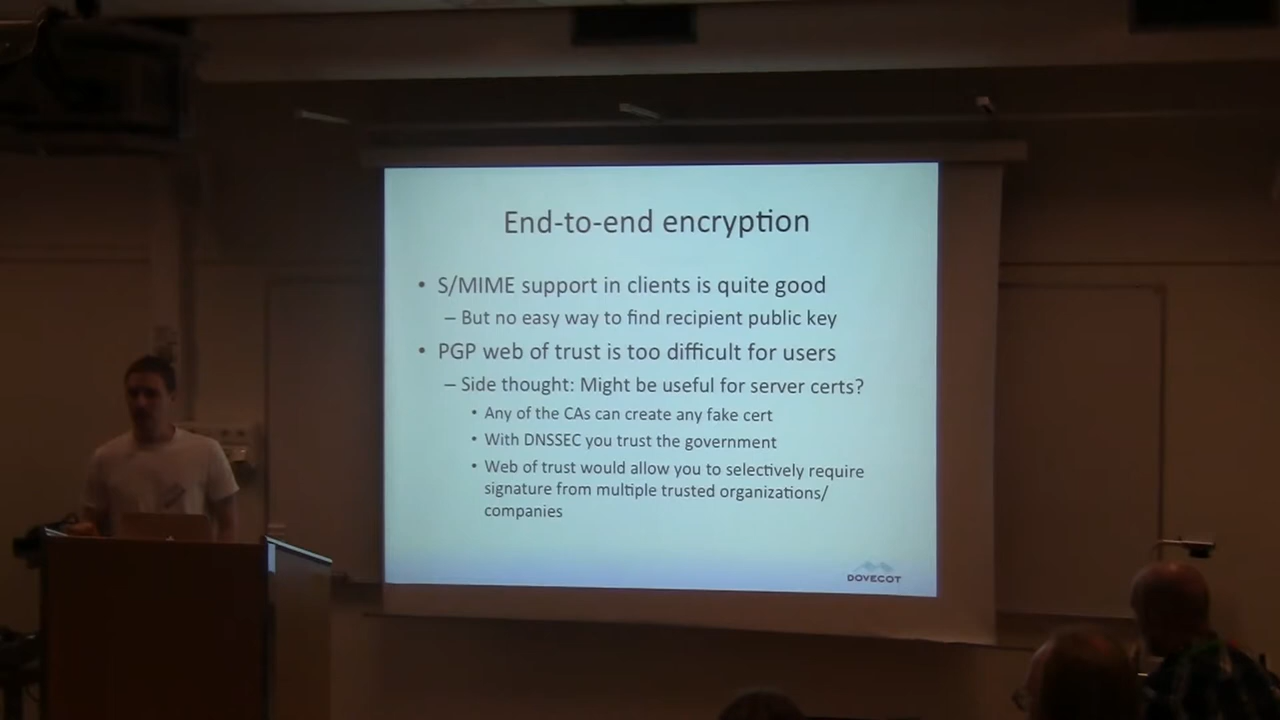 End-to-end encryption
• S/MIME support in clients is quite good
– But no easy way to find recipient public key
• PGP web of trust is too difficult for users
– Side thought: Might be useful for server certs?
• Any of the CAs can create any fake cert
• With DNSSEC you trust the government
• Web of trust would allow you to selectively require
signature from multiple trusted organizations/
companies
DOVECOT